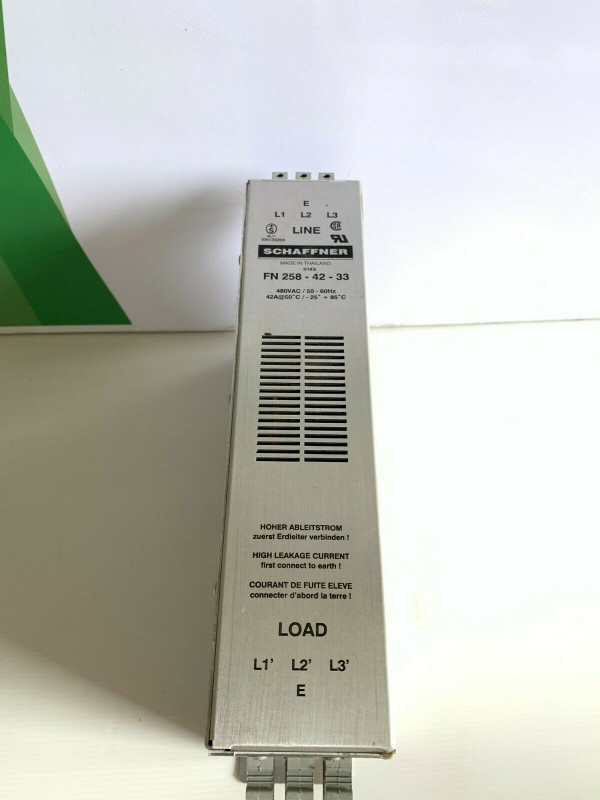 E
L1 L2 L3
LiNE
SCHAFFNER
MADE IN THAILAND
FN 258 - 42 - 33
480VAC / 50 - 60Hz
42A@50°C / - 25° + 85°C
HOHER ABLEITSTROM
zuerst Erdleiter verbinden !
HIGH LEAKAGE CURRENT
first connect to earth !
COURANT DE FUITE ELEVE
connecter d'abord la terre !
LOAD
L1' L2' L3'
E